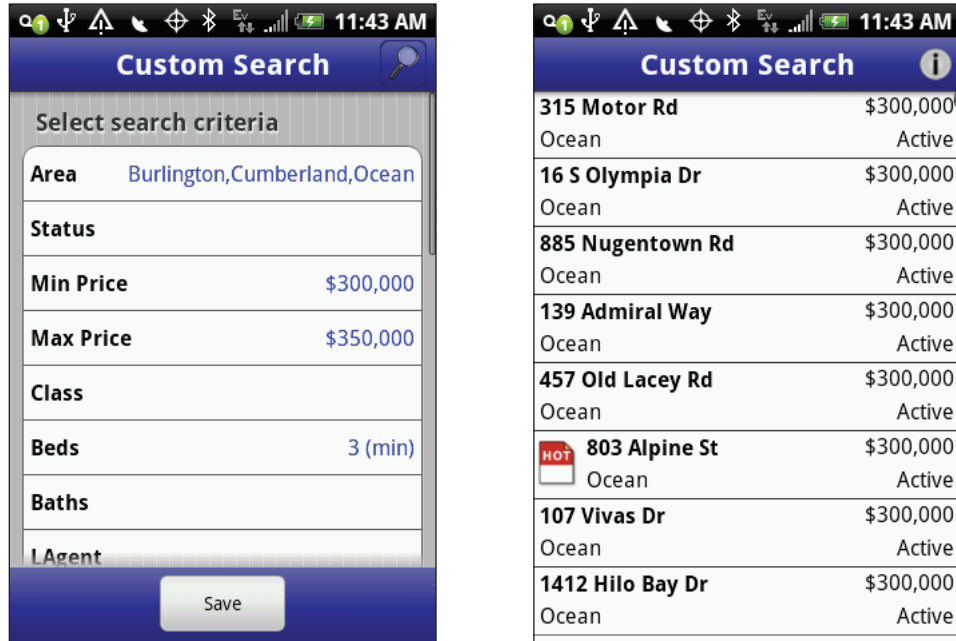 11:43 AM
Custom Search
Select search criteria
Area Burlington,Cumberland,Ocean
Status
Min Price $300,000
Max Price $350,000
Class
Beds 3 (min)
Baths
LAgent
Save
11:43 AM
Custom Search
315 Motor Rd $300,000
Ocean Active
16 S Olympia Dr $300,000
Ocean Active
885 Nugentown Rd $300,000
Ocean Active
139 Admiral Way $300,000
Ocean Active
457 Old Lacey Rd $300,000
Ocean Active
HOT 803 Alpine St $300,000
Ocean Active
107 Vivas Dr $300,000
Ocean Active
1412 Hilo Bay Dr $300,000
Ocean Active